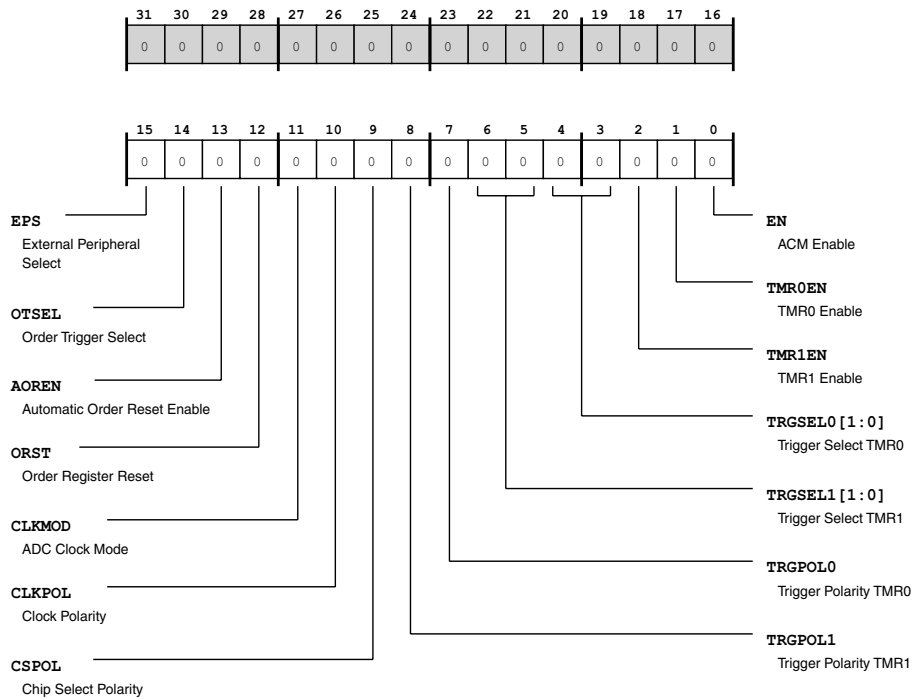 31 30 29 28 27 26 25 24 23 22 21 20 19 18 17 16
0 0 0 0 0 0 0 0 0 0 0 0 0 0 0 0
15 14 13 12 11 10 9 8 7 6 5 4 3 2 1 0
0 0 0 0 0 0 0 0 0 0 0 0 0 0 0 0
EPS
External Peripheral
Select
OTSEL
Order Trigger Select
AOREN
Automatic Order Reset Enable
ORST
Order Register Reset
CLKMOD
ADC Clock Mode
CLKPOL
Clock Polarity
CSPOL
Chip Select Polarity
EN
ACM Enable
TMR0EN
TMR0 Enable
TMR1EN
TMR1 Enable
TRGSEL0[1:0]
Trigger Select TMR0
TRGSEL1[1:0]
Trigger Select TMR1
TRGPOL0
Trigger Polarity TMR0
TRGPOL1
Trigger Polarity TMR1